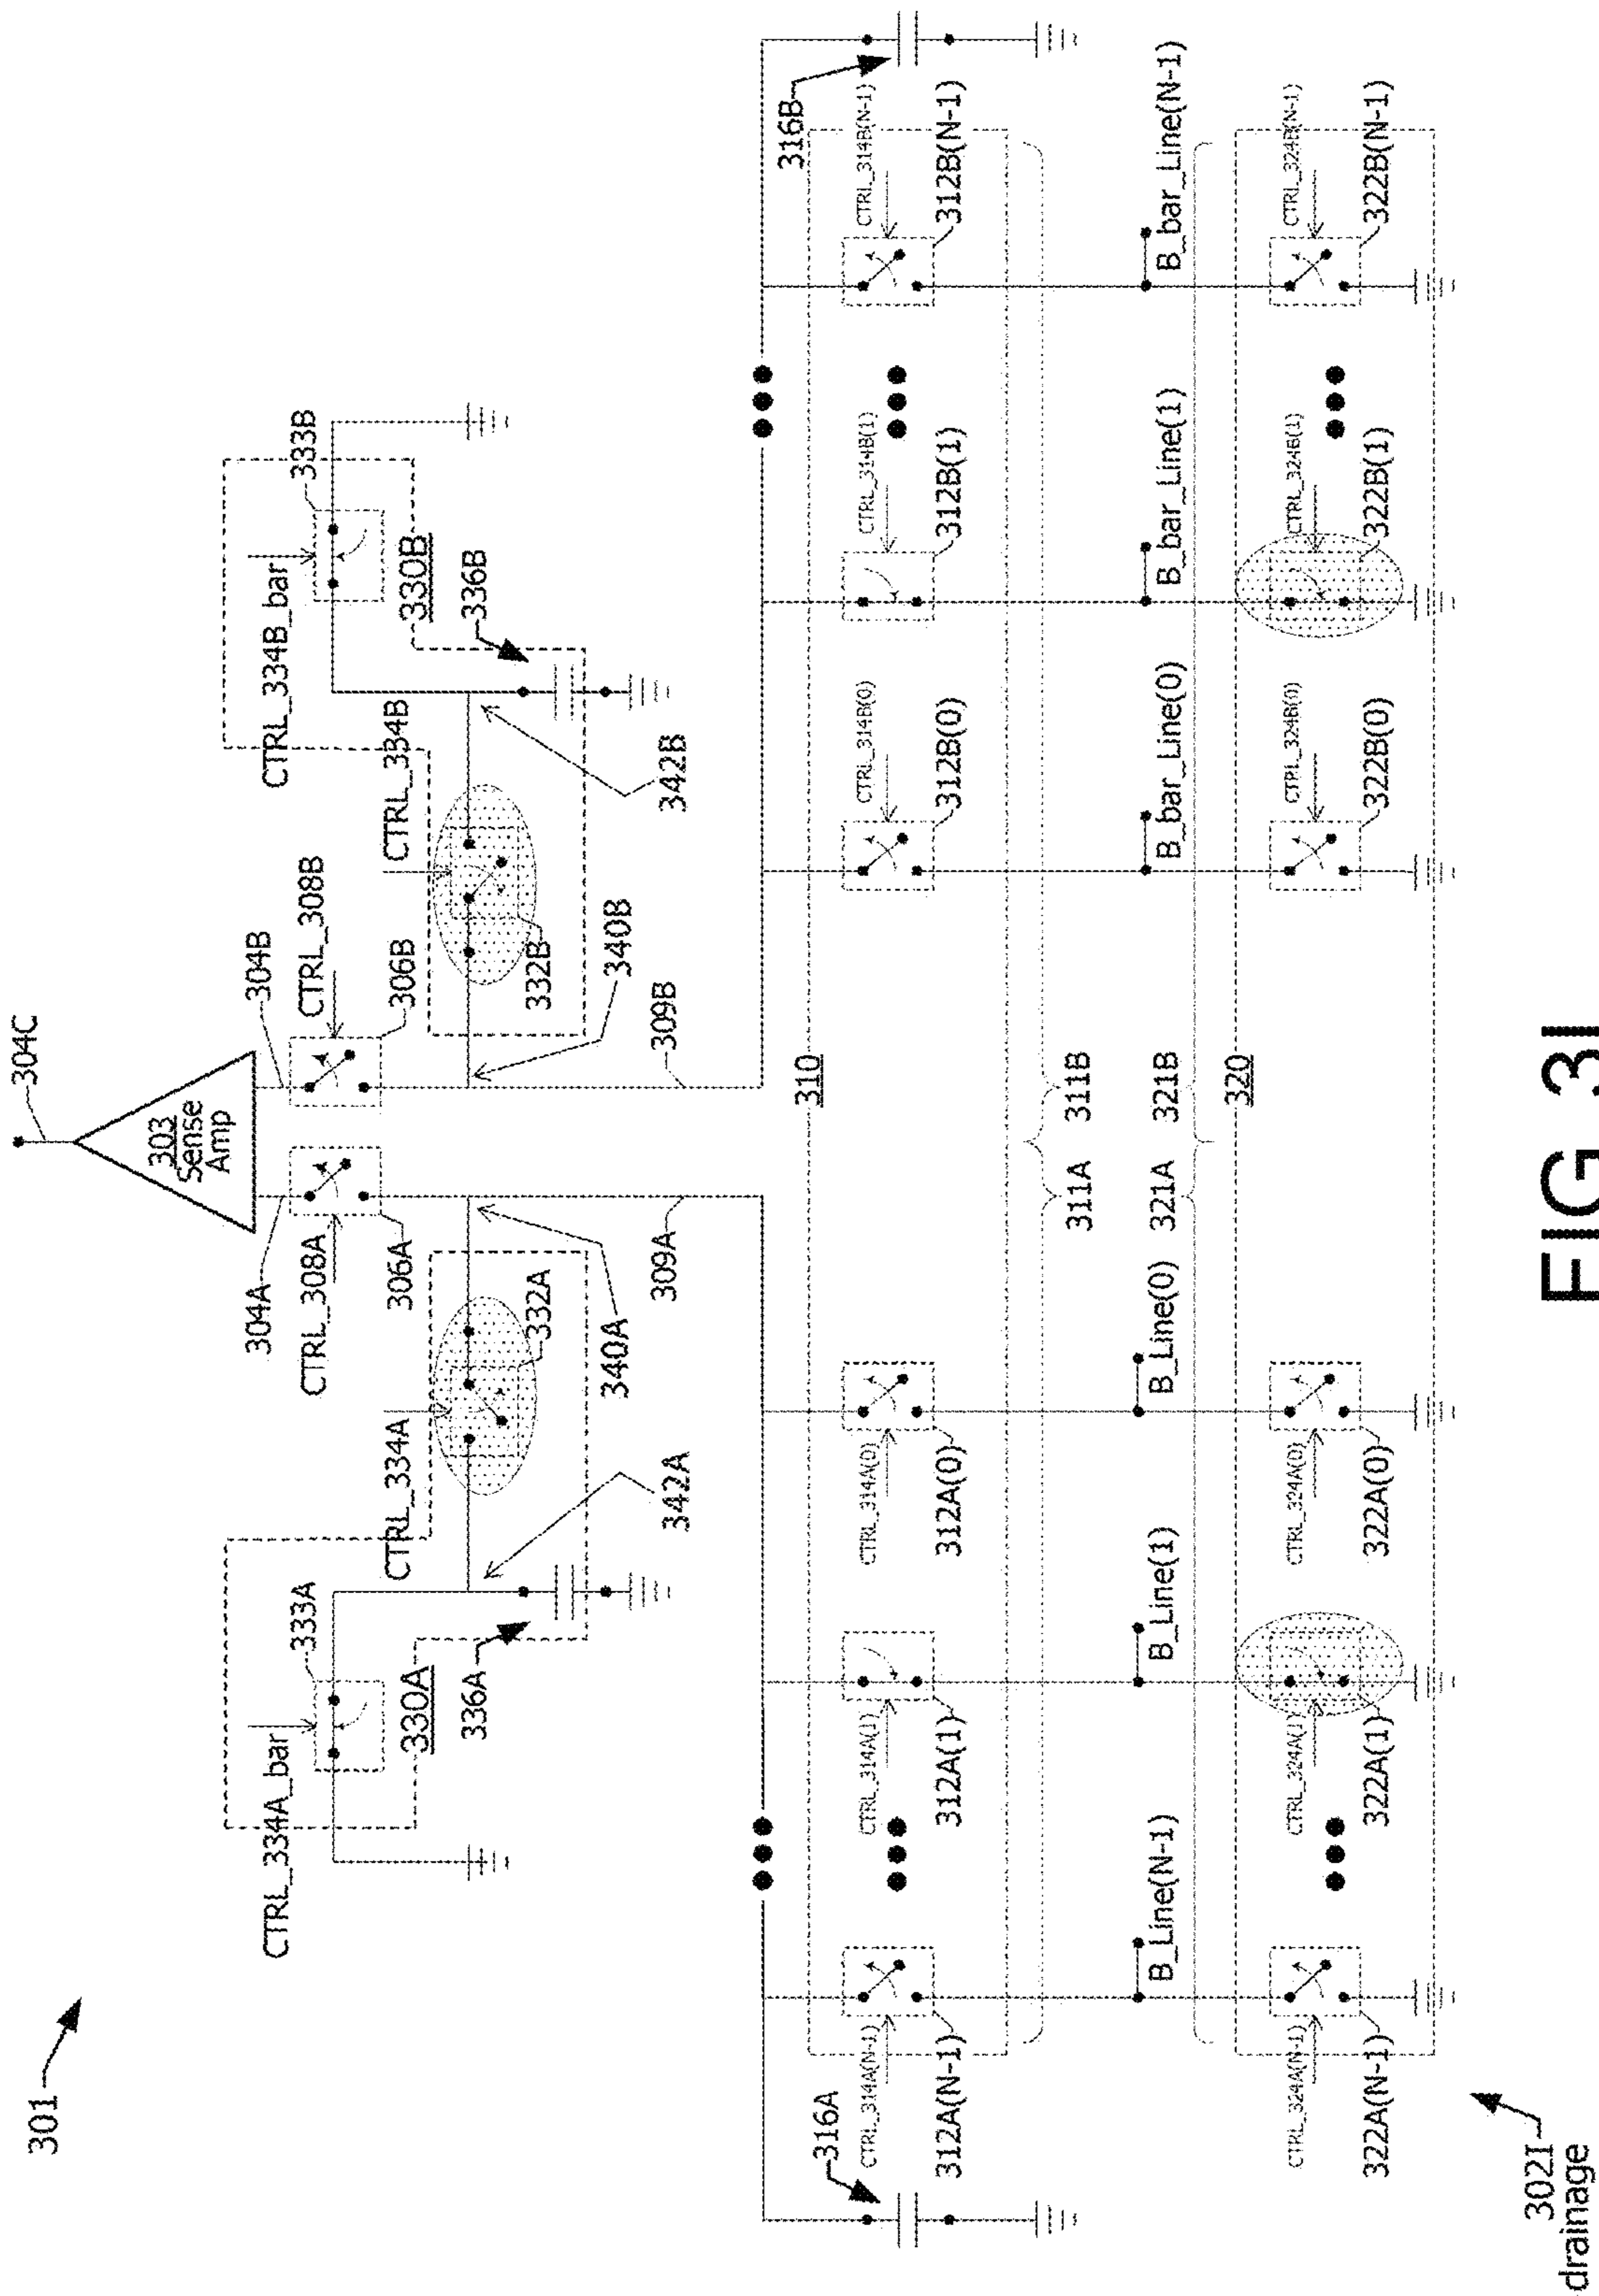 301
304C
303
Sense
Amp
304A
304B
CTRL_308A
CTRL_308B
306A
306B
CTRL_334A_bar
333A
CTRL_334B_bar
333B
330A
330B
CTRL_334A
CTRL_334B
336A
336B
332A
332B
340A
340B
342A
342B
309A
309B
316A
316B
310
CTRL_314A(N-1)
CTRL_314A(1)
CTRL_314A(0)
CTRL_314B(0)
CTRL_314B(1)
CTRL_314B(N-1)
312A(N-1)
312A(1)
312A(0)
312B(0)
312B(1)
312B(N-1)
311A
311B
B_Line(N-1)
B_Line(1)
B_Line(0)
321A
321B
B_bar_Line(0)
B_bar_Line(1)
B_bar_Line(N-1)
320
CTRL_324A(N-1)
CTRL_324A(1)
CTRL_324A(0)
CTRL_324B(0)
CTRL_324B(1)
CTRL_324B(N-1)
322A(N-1)
322A(1)
322A(0)
322B(0)
322B(1)
322B(N-1)
302I
drainage
FIG 3I